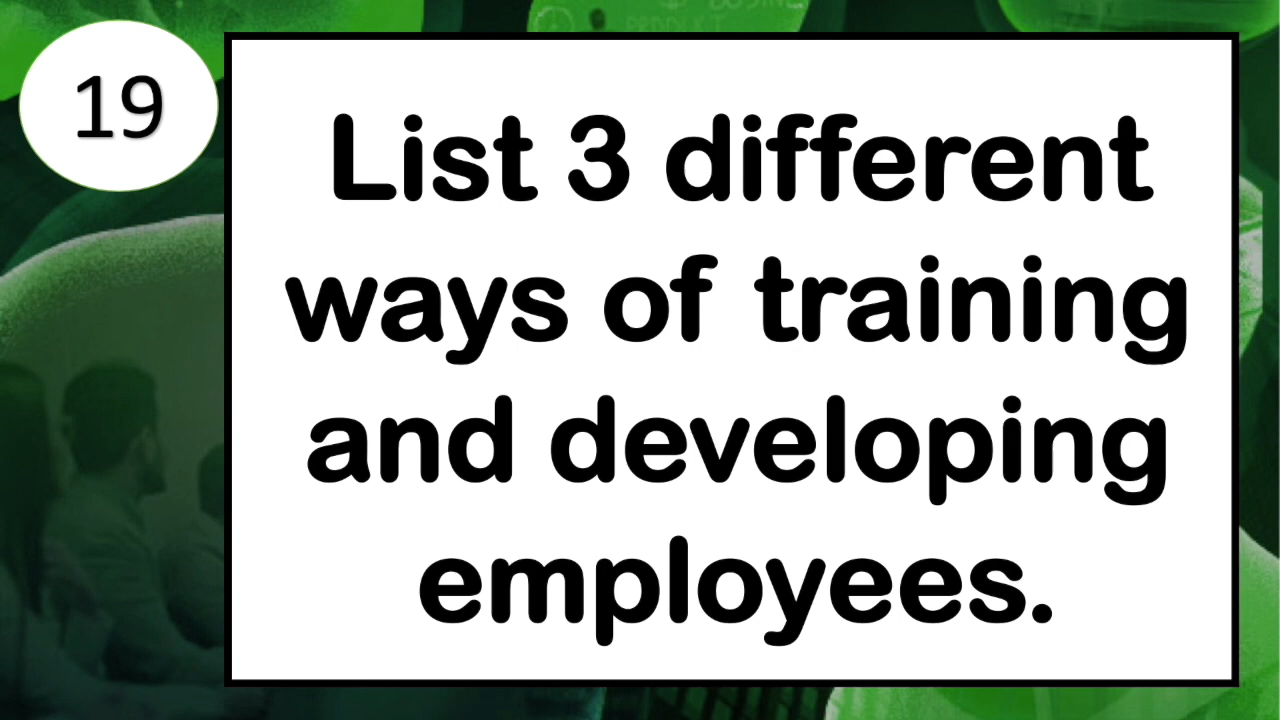 19
List 3 different
ways of training
and developing
employees.